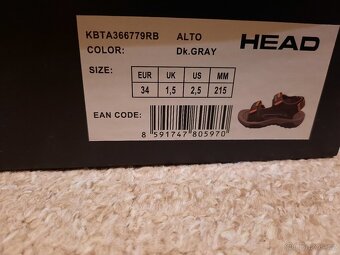 KBTA366779RB ALTO HEAD
COLOR: Dk.GRAY
SIZE: EUR UK US MM
34 1,5 2,5 215
EAN CODE:
8 591747 805970